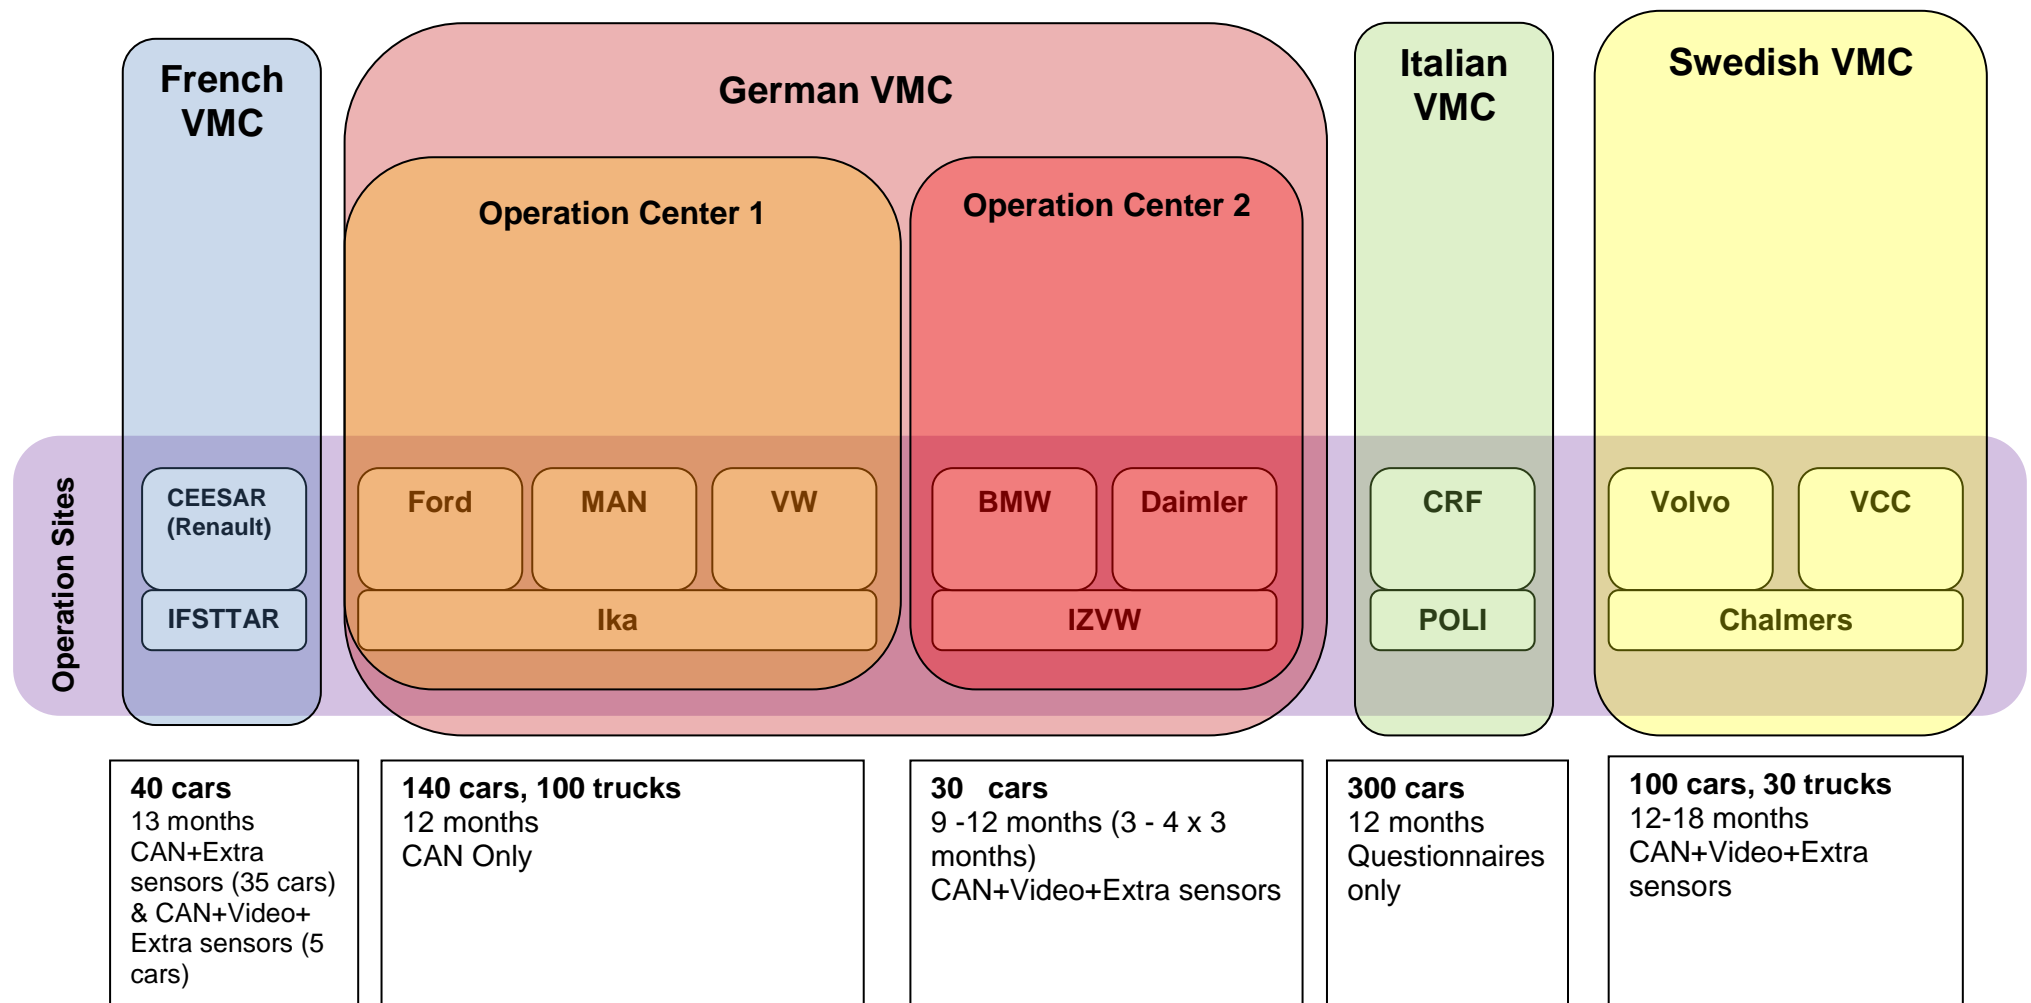 French
VMC
German VMC
Italian
VMC
Swedish VMC
Operation Center 1
Operation Center 2
Operation Sites
CEESAR
(Renault)
Ford
MAN
VW
BMW
Daimler
CRF
Volvo
VCC
IFSTTAR
Ika
IZVW
POLI
Chalmers
40 cars
13 months
CAN+Extra
sensors (35 cars)
& CAN+Video+
Extra sensors (5
cars)
140 cars, 100 trucks
12 months
CAN Only
30 cars
9 -12 months (3 - 4 x 3
months)
CAN+Video+Extra sensors
300 cars
12 months
Questionnaires
only
100 cars, 30 trucks
12-18 months
CAN+Video+Extra
sensors